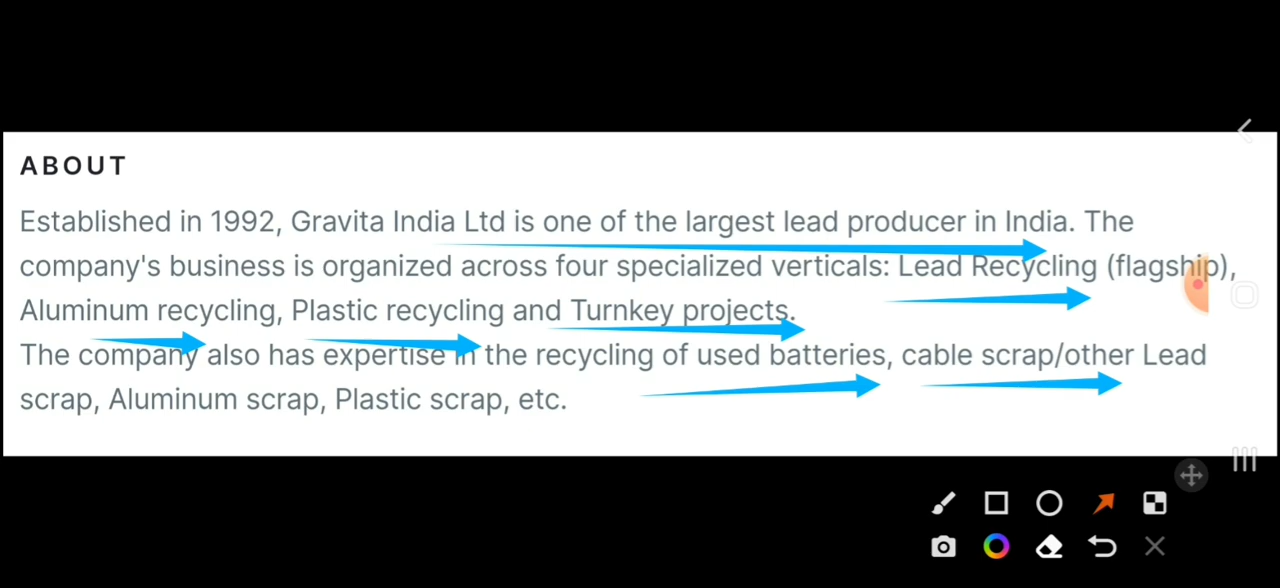 ABOUT
Established in 1992, Gravita India Ltd is one of the largest lead producer in India. The
company's business is organized across four specialized verticals: Lead Recycling (flagship),
Aluminum recycling, Plastic recycling and Turnkey projects.
The company also has expertise in the recycling of used batteries, cable scrap/other Lead
scrap, Aluminum scrap, Plastic scrap, etc.